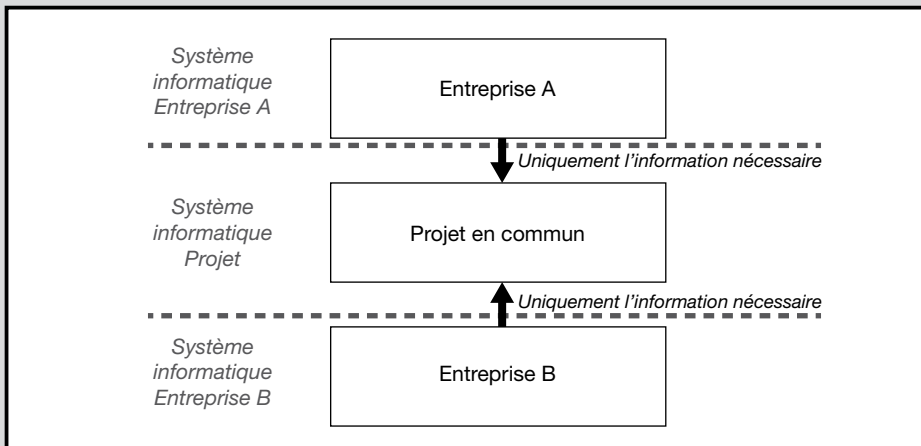 Système
informatique
Entreprise A
Entreprise A
Uniquement l'information nécessaire
Système
informatique
Projet
Projet en commun
Uniquement l'information nécessaire
Système
informatique
Entreprise B
Entreprise B